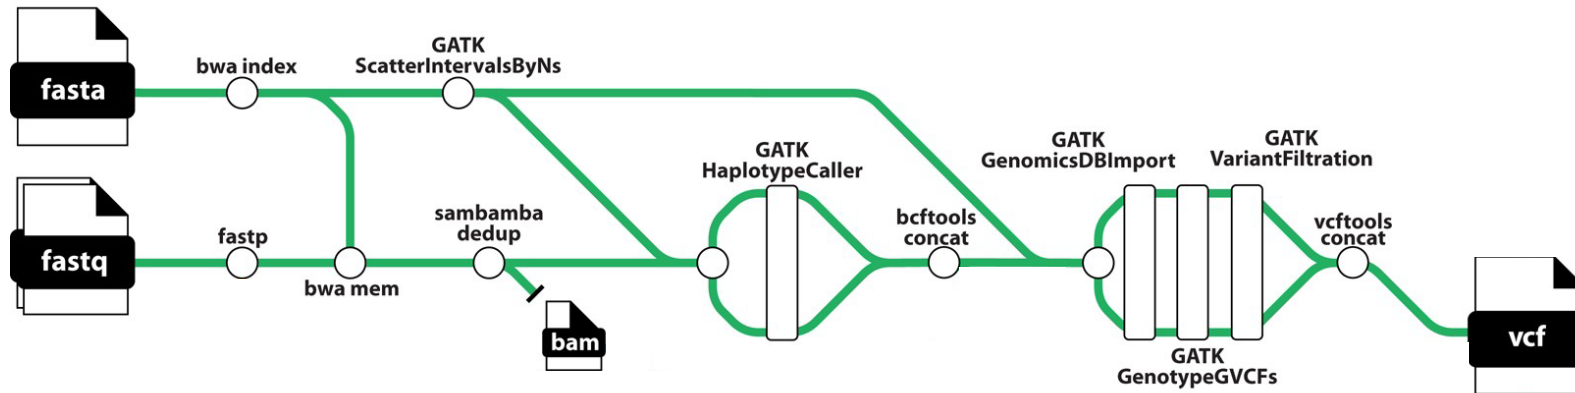 fasta
bwa index
GATK
ScatterIntervalsByNs
fastq
fastp
bwa mem
sambamba
dedup
bam
GATK
HaplotypeCaller
bcftools
concat
GATK
GenomicsDBImport
GATK
VariantFiltration
GATK
GenotypeGVCFs
vcftools
concat
vcf